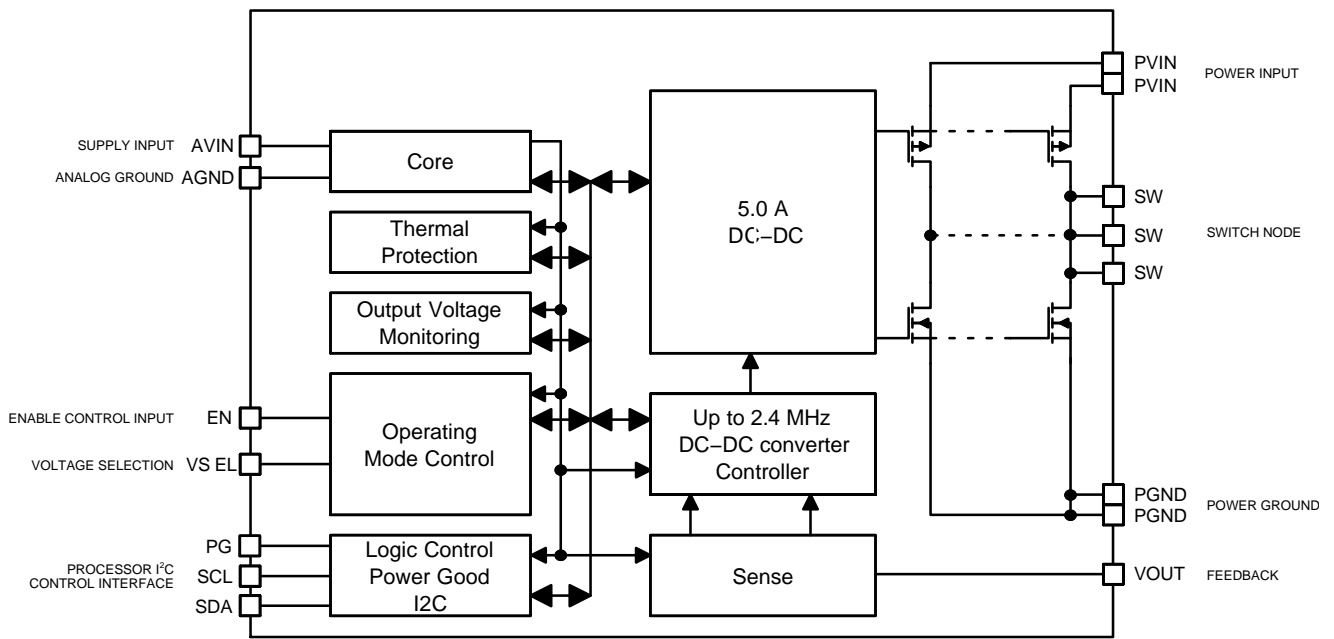 PVIN
POWER INPUT
PVIN
SUPPLY INPUT AVIN
ANALOG GROUND AGND
Core
Thermal
Protection
Output Voltage
Monitoring
ENABLE CONTROL INPUT EN
VOLTAGE SELECTION VS EL
Operating
Mode Control
PG
PROCESSOR I²C
CONTROL INTERFACE
SCL
SDA
Logic Control
Power Good
I2C
5.0 A
DC–DC
Up to 2.4 MHz
DC–DC converter
Controller
Sense
SW
SW
SWITCH NODE
SW
PGND
POWER GROUND
PGND
VOUT FEEDBACK